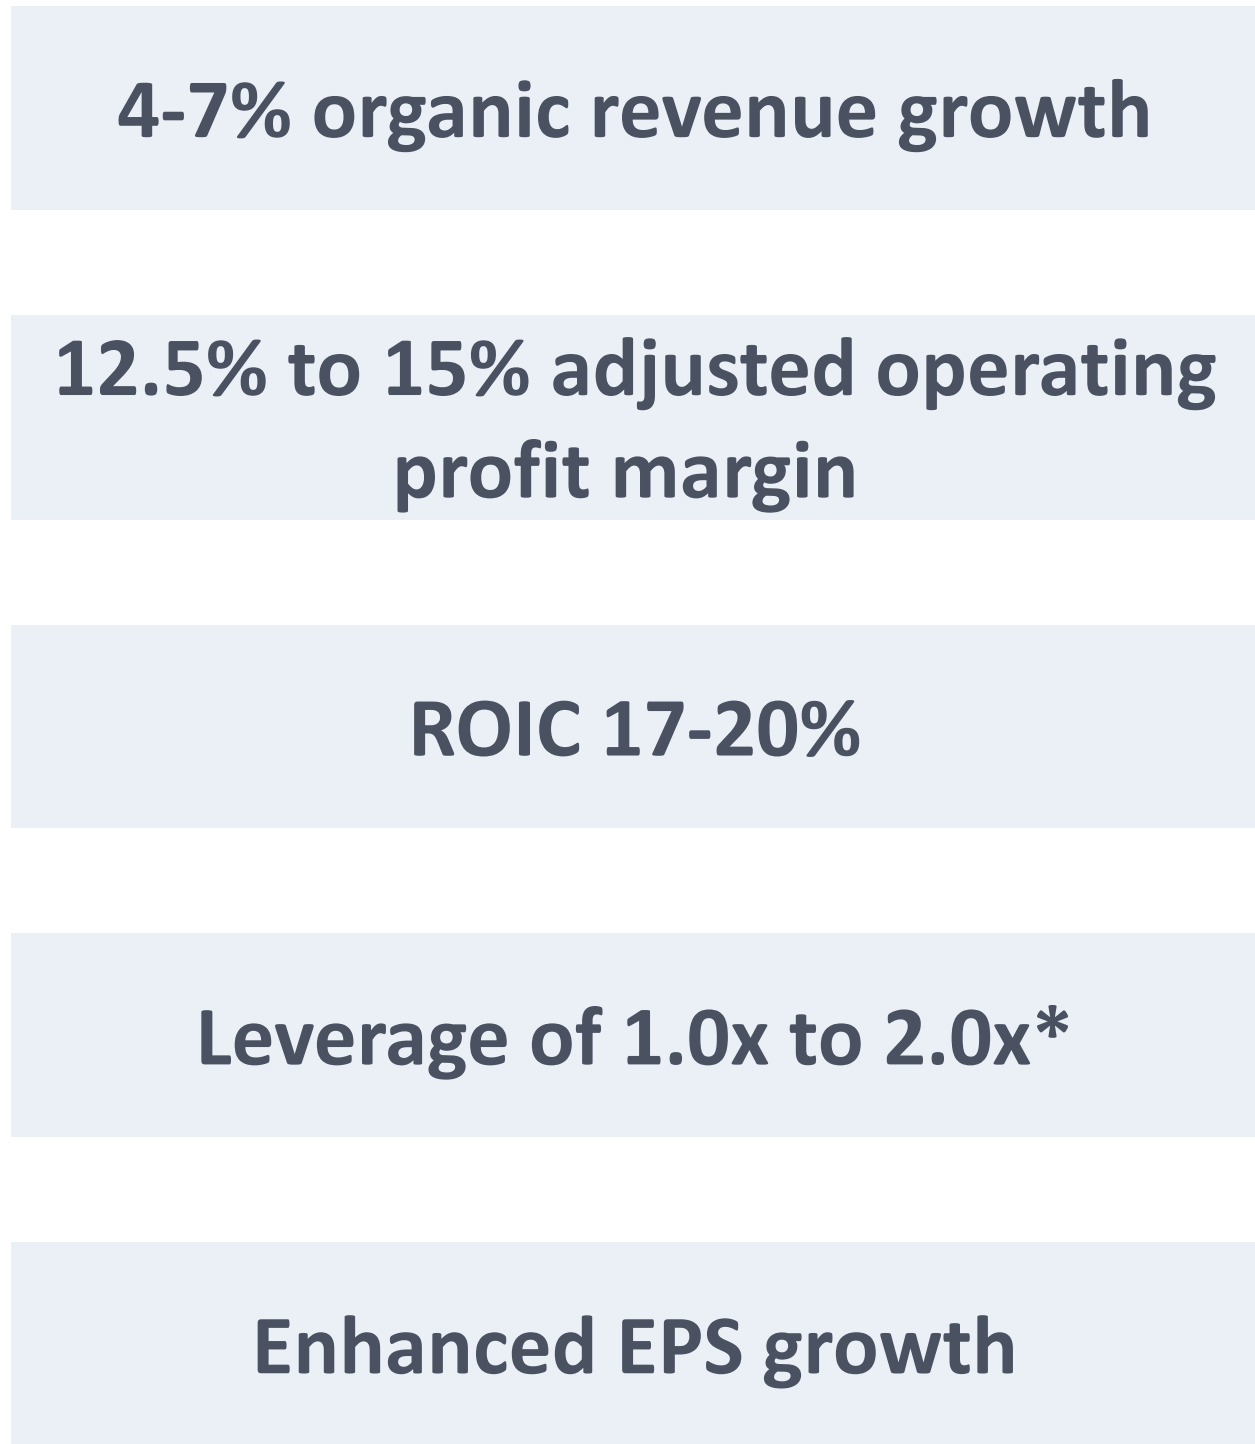 4-7% organic revenue growth
12.5% to 15% adjusted operating
profit margin
ROIC 17-20%
Leverage of 1.0x to 2.0x*
Enhanced EPS growth